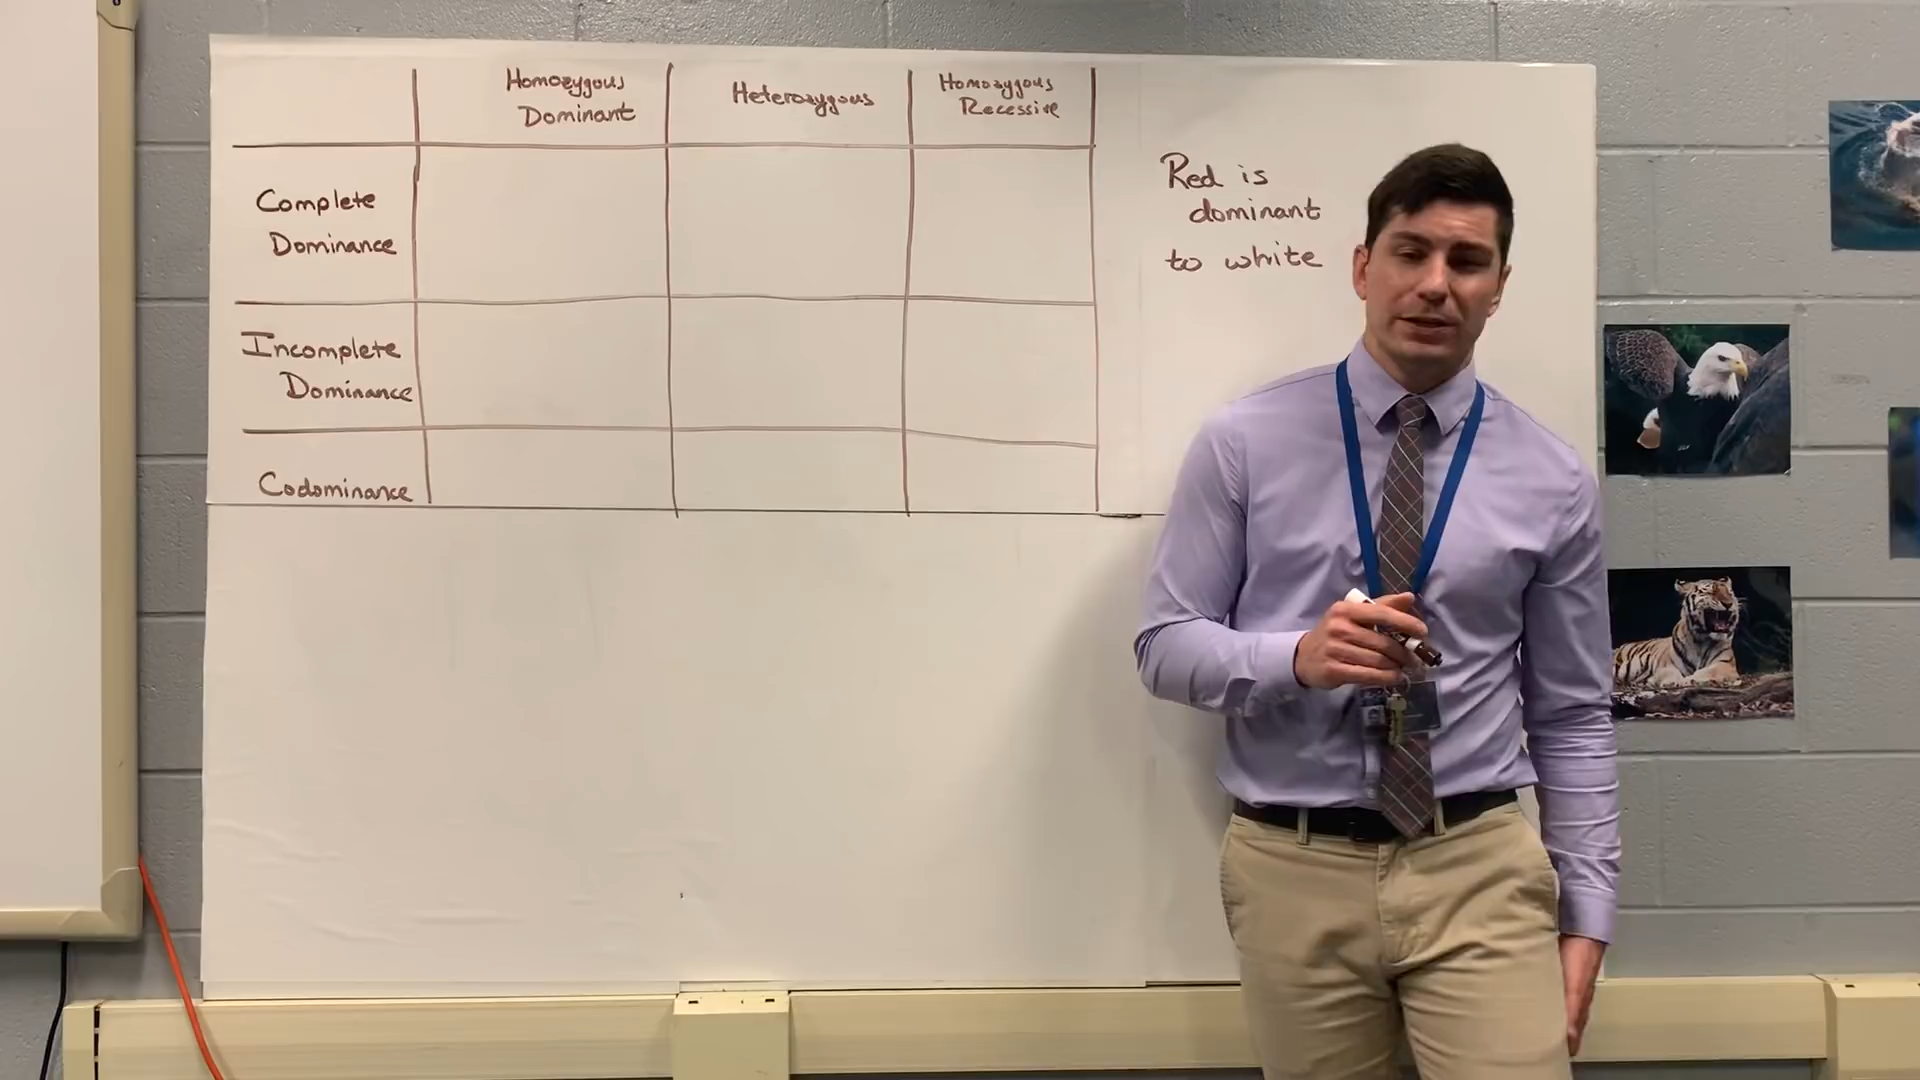 Homozygous
Dominant
Heterozygous
Homozygous
Recessive
Complete
Dominance
Incomplete
Dominance
Codominance
Red is
dominant
to white